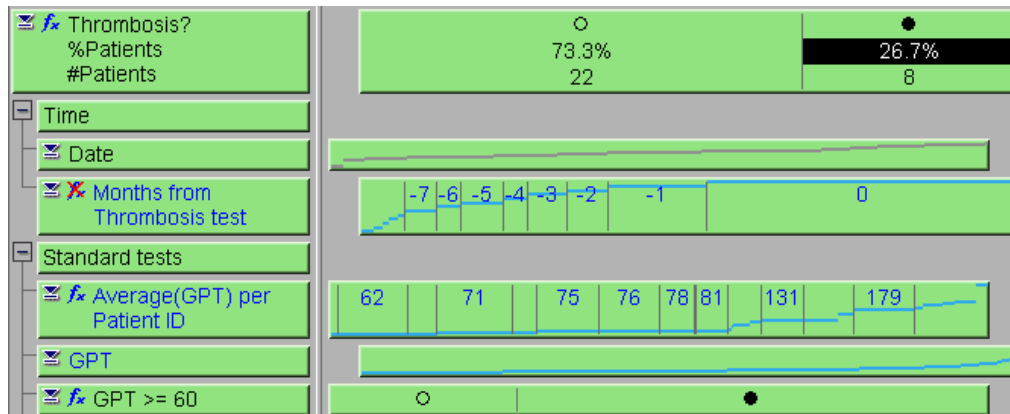 Thrombosis?
%Patients 73.3% 26.7%
#Patients 22 8
Time
Date
Months from
Thrombosis test
-7 -6 -5 -4 -3 -2 -1 0
Standard tests
Average(GPT) per
Patient ID
62 71 75 76 78 81 131 179
GPT
GPT >= 60